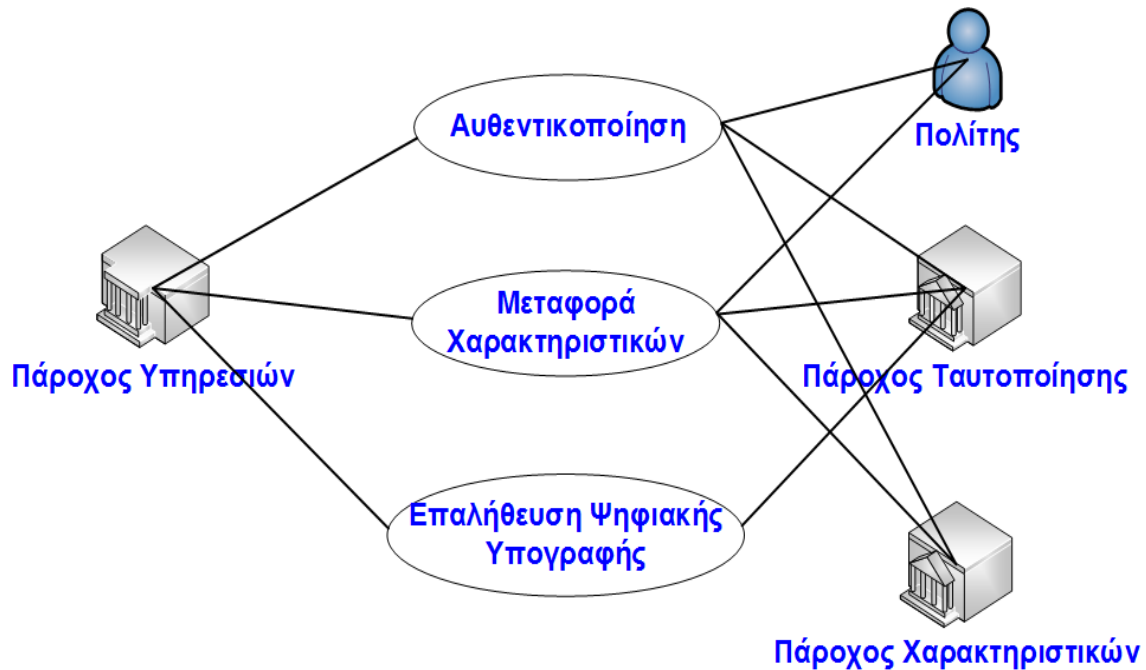 Αυθεντικοποίηση
Πολίτης
Πάροχος Υπηρεσιών
Μεταφορά
Χαρακτηριστικών
Πάροχος Ταυτοποίησης
Επαλήθευση Ψηφιακής
Υπογραφής
Πάροχος Χαρακτηριστικών